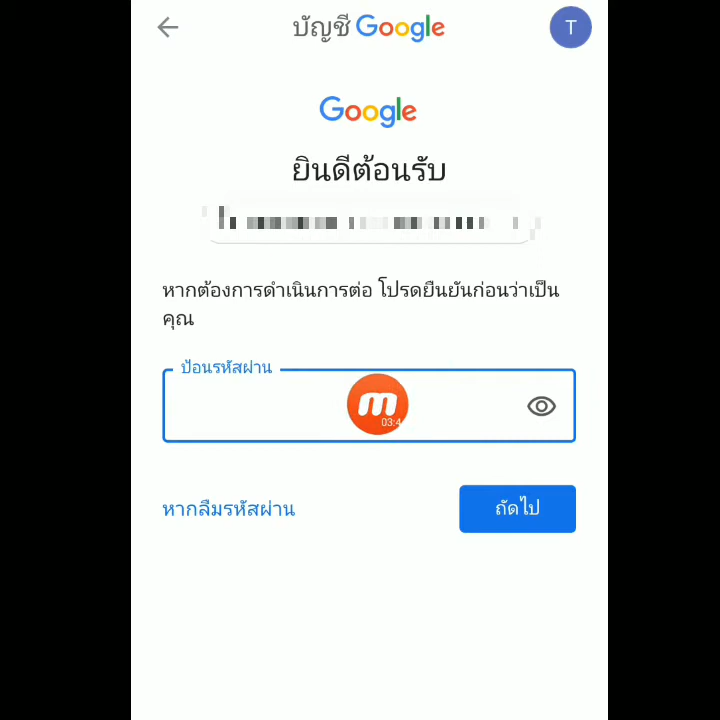 บัญชี Google
T
Google
ยินดีต้อนรับ
หากต้องการดำเนินการต่อ โปรดยืนยันก่อนว่าเป็น
คุณ
ป้อนรหัสผ่าน
m
03:4
หากลืมรหัสผ่าน
ถัดไป